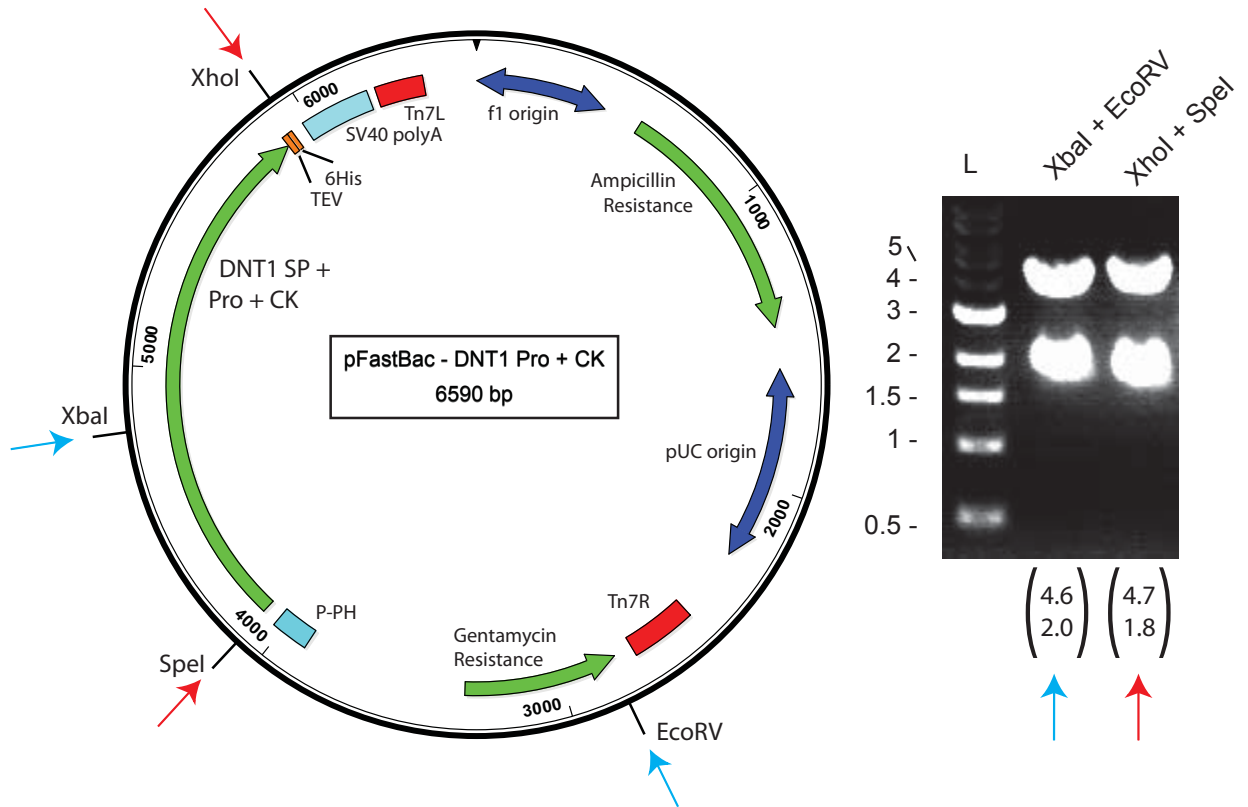 XhoI
6000
Tn7L
SV40 polyA
f1 origin
6His
TEV
Ampicillin
Resistance
1000
DNT1 SP +
Pro + CK
5000
pFastBac - DNT1 Pro + CK
6590 bp
XbaI
pUC origin
2000
P-PH
4000
SpeI
Tn7R
Gentamycin
Resistance
3000
EcoRV
L
XbaI + EcoRV
XhoI + SpeI
5 \
4 -
3 -
2 -
1.5 -
1 -
0.5 -
(4.6 2.0)
(4.7 1.8)